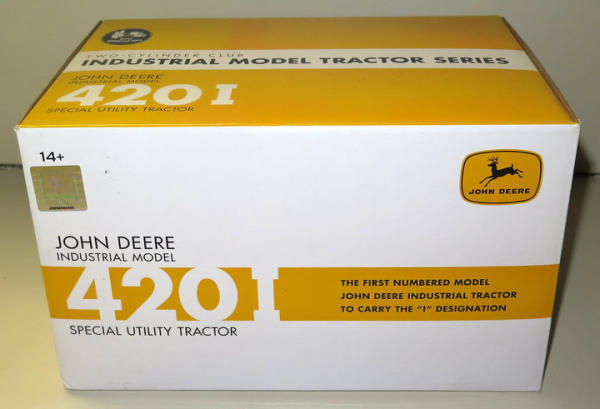 TWO-CYLINDER CLUB
INDUSTRIAL MODEL TRACTOR SERIES
JOHN DEERE
INDUSTRIAL MODEL
420 I
SPECIAL UTILITY TRACTOR
14+
JOHN DEERE
JOHN DEERE
INDUSTRIAL MODEL
420 I
THE FIRST NUMBERED MODEL
JOHN DEERE INDUSTRIAL TRACTOR
TO CARRY THE "I" DESIGNATION
SPECIAL UTILITY TRACTOR